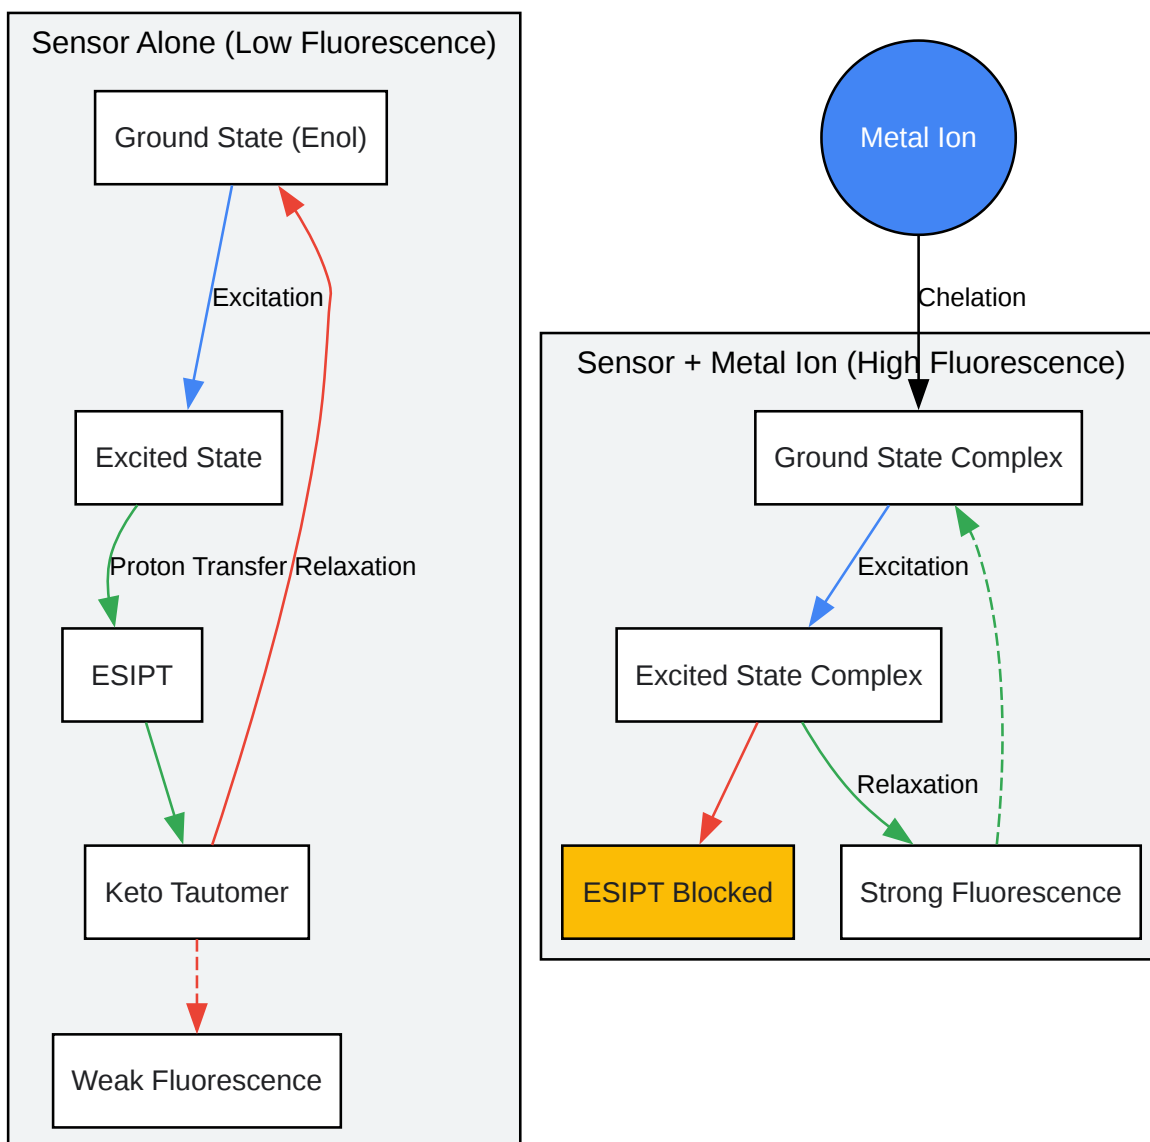 Sensor Alone (Low Fluorescence)
Ground State (Enol)
Excitation
Excited State
Proton Transfer
Relaxation
ESIPT
Keto Tautomer
Weak Fluorescence
Metal Ion
Chelation
Sensor + Metal Ion (High Fluorescence)
Ground State Complex
Excitation
Excited State Complex
Relaxation
ESIPT Blocked
Strong Fluorescence